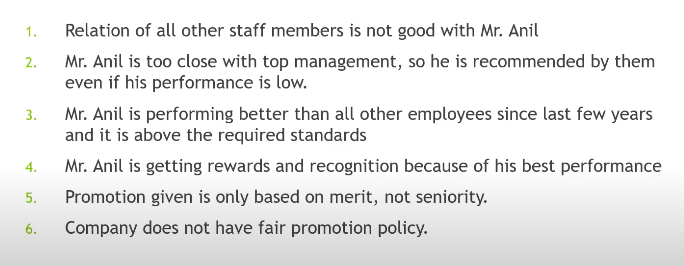 1. Relation of all other staff members is not good with Mr. Anil
2. Mr. Anil is too close with top management, so he is recommended by them
even if his performance is low.
3. Mr. Anil is performing better than all other employees since last few years
and it is above the required standards
4. Mr. Anil is getting rewards and recognition because of his best performance
5. Promotion given is only based on merit, not seniority.
6. Company does not have fair promotion policy.